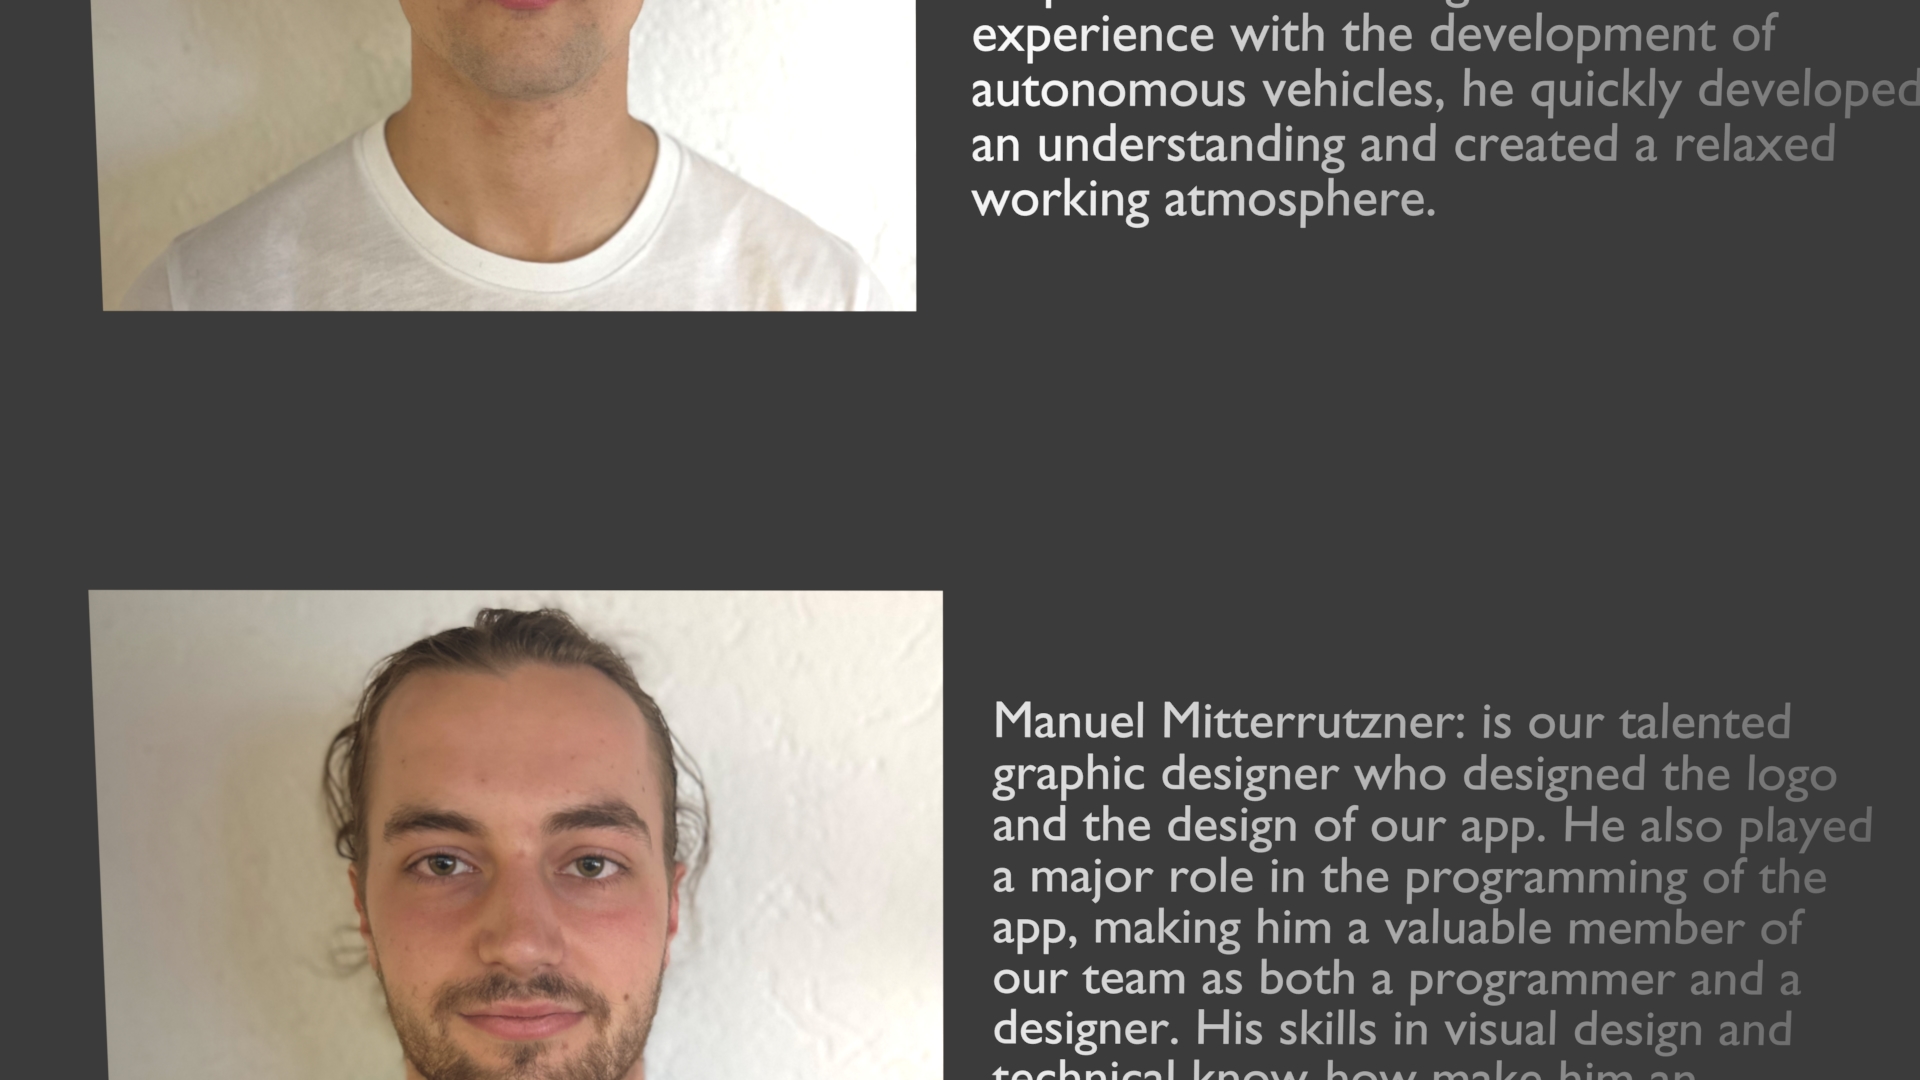 experience with the development of
autonomous vehicles, he quickly developed
an understanding and created a relaxed
working atmosphere.
Manuel Mitterrutzner: is our talented
graphic designer who designed the logo
and the design of our app. He also played
a major role in the programming of the
app, making him a valuable member of
our team as both a programmer and a
designer. His skills in visual design and
technical know-how make him an